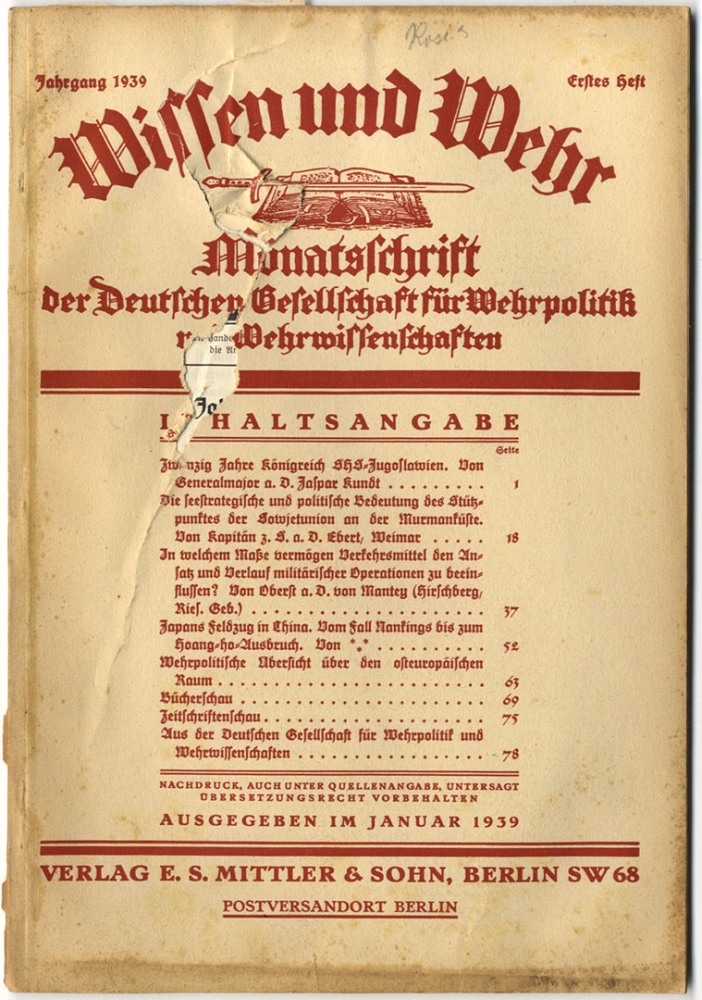 Jahrgang 1939
Erstes Heft
Wissen und Wehr
Monatsschrift
der Deutschen Gesellschaft für Wehrpolitik
Wehrwissenschaften
die
HALTSANGABE
Seite
Zwanzig Jahre Königreich SHS-Jugoslawien. Von
Generalmajor a. D. Jaspar Kundt . . . . . . . . . 1
Die seestrategische und politische Bedeutung des Stütz-
punktes der Sowjetunion an der Murmanküste.
Von Kapitän z. S. a. D. Ebert, Weimar . . . . . 18
In welchem Maße vermögen Verkehrsmittel den An-
satz und Verlauf militärischer Operationen zu beein-
flussen? Von Oberst a. D. von Mantey (Hirschberg,
Ries. Geb.) . . . . . . . . . . . . . . . . . . . . . 37
Japans Feldzug in China. Vom Fall Nankings bis zum
Hoang-ho-Ausbruch. Von *** . . . . . . . . . . 52
Wehrpolitische Übersicht über den osteuropäischen
Raum . . . . . . . . . . . . . . . . . . . . . . . . 63
Bücherschau . . . . . . . . . . . . . . . . . . . . . . 69
Zeitschriftenschau . . . . . . . . . . . . . . . . . . . . 75
Aus der Deutschen Gesellschaft für Wehrpolitik und
Wehrwissenschaften . . . . . . . . . . . . . . . . . 78
NACHDRUCK, AUCH UNTER QUELLENANGABE, UNTERSAGT
ÜBERSETZUNGSRECHT VORBEHALTEN
AUSGEGEBEN IM JANUAR 1939
VERLAG E. S. MITTLER & SOHN, BERLIN SW 68
POSTVERSANDORT BERLIN